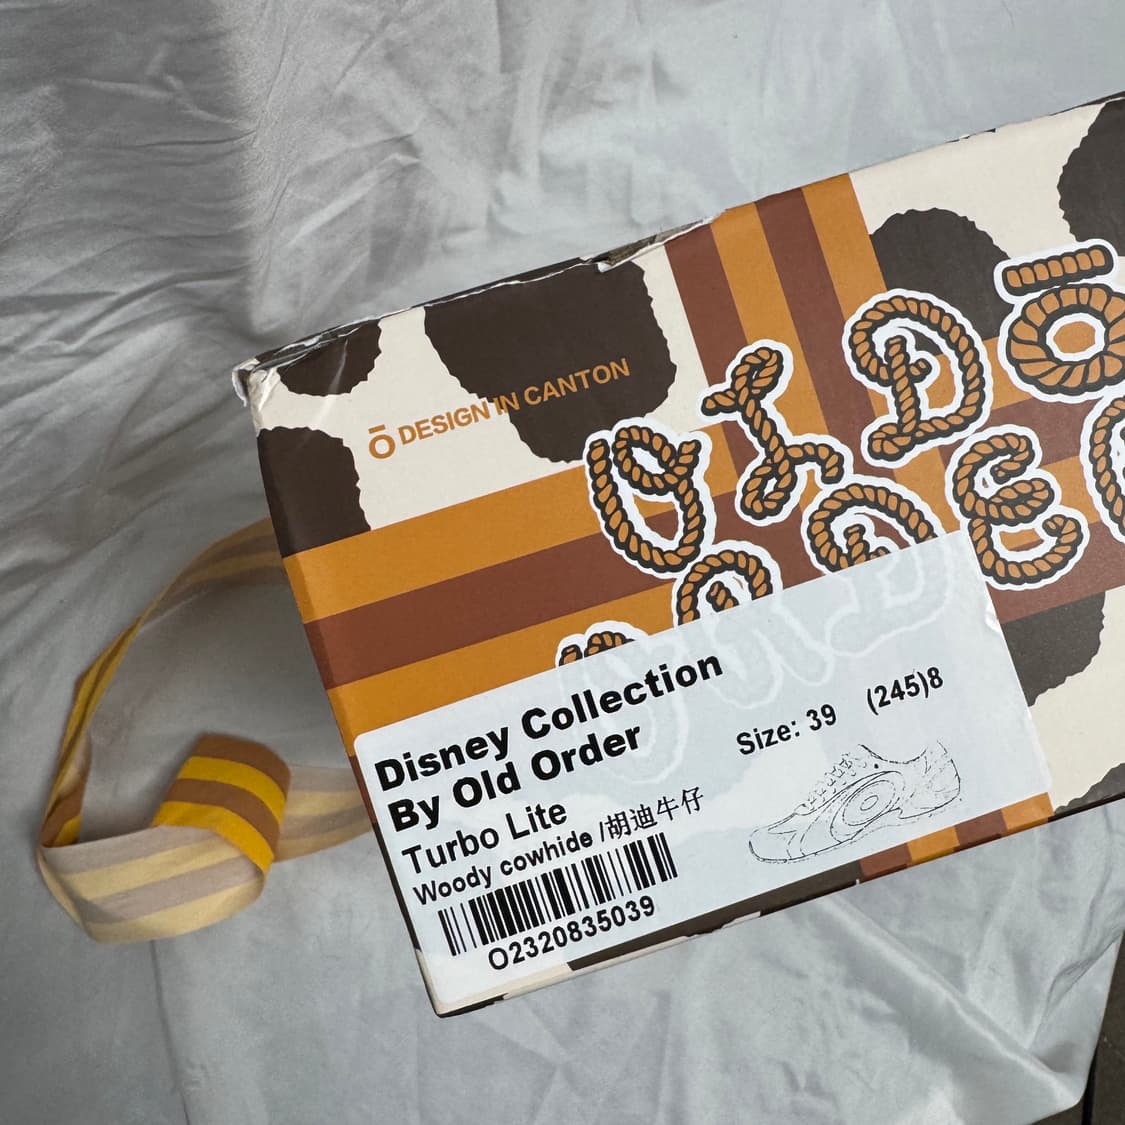 Ō DESIGN IN CANTON
Disney Collection
By Old Order
Size: 39 (245)8
Turbo Lite
Woody cowhide /胡迪牛仔
O2320835039